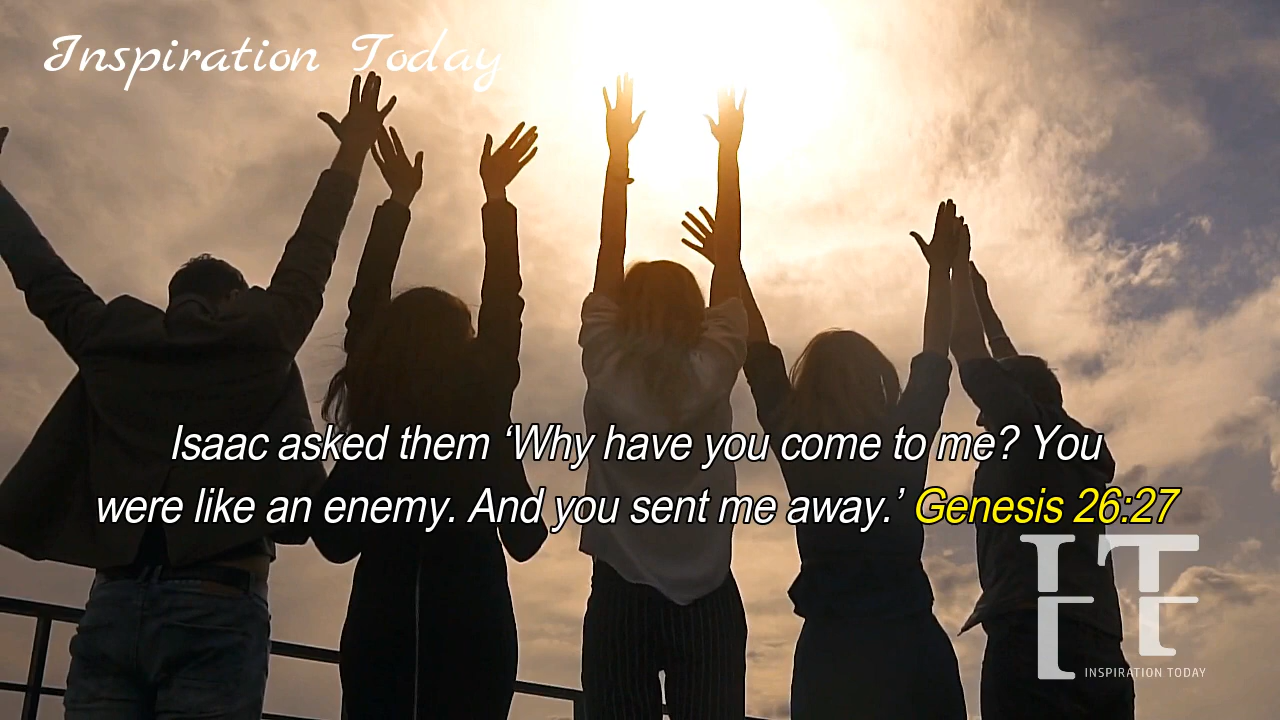 Inspiration Today
Isaac asked them ‘Why have you come to me? You
were like an enemy. And you sent me away.’ Genesis 26:27
INSPIRATION TODAY